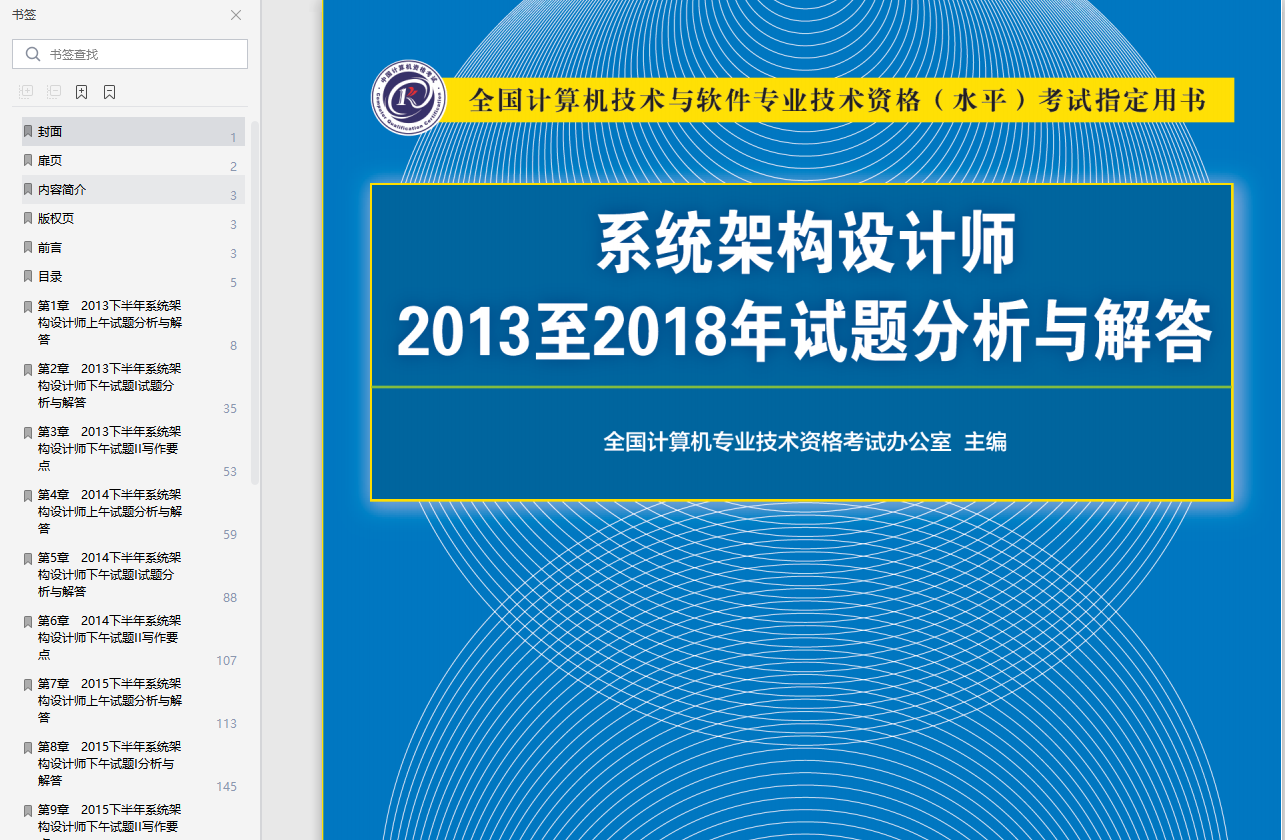 书签
书签查找
封面
1
扉页
2
内容简介
3
版权页
3
前言
3
目录
5
第1章 2013下半年系统架
构设计师上午试题分析与解
答
8
第2章 2013下半年系统架
构设计师下午试题I试题分
析与解答
35
第3章 2013下半年系统架
构设计师下午试题II写作要
点
53
第4章 2014下半年系统架
构设计师上午试题分析与解
答
59
第5章 2014下半年系统架
构设计师下午试题I试题分
析与解答
88
第6章 2014下半年系统架
构设计师下午试题II写作要
点
107
第7章 2015下半年系统架
构设计师上午试题分析与解
答
113
第8章 2015下半年系统架
构设计师下午试题I分析与
解答
145
第9章 2015下半年系统架
构设计师下午试题II写作要
中国计算机资格考试
Computer Qualification Certification
全国计算机技术与软件专业技术资格（水平）考试指定用书
系统架构设计师
2013至2018年试题分析与解答
全国计算机专业技术资格考试办公室 主编